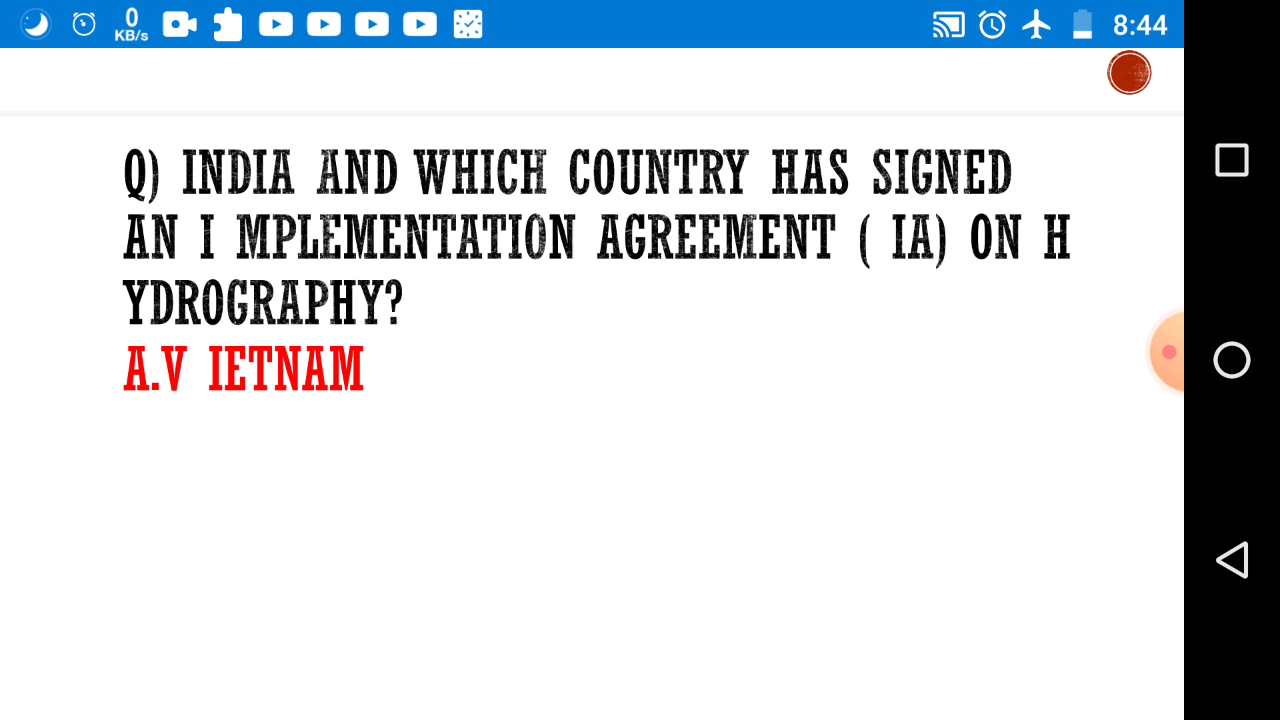 0
KB/s
8:44
Q) INDIA AND WHICH COUNTRY HAS SIGNED
AN I MPLEMENTATION AGREEMENT ( IA) ON H
YDROGRAPHY?
A.V IETNAM